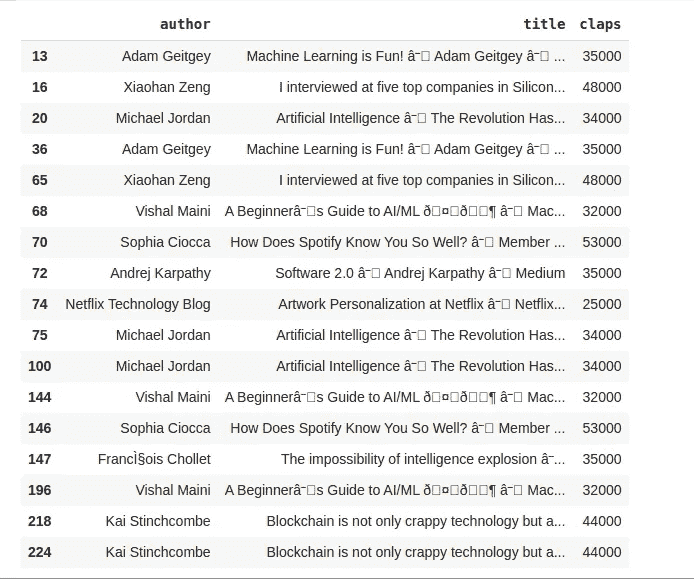 author title claps
13 Adam Geitgey Machine Learning is Fun! â€□ Adam Geitgey â€□ ... 35000
16 Xiaohan Zeng I interviewed at five top companies in Silicon... 48000
20 Michael Jordan Artificial Intelligence â€□ The Revolution Has... 34000
36 Adam Geitgey Machine Learning is Fun! â€□ Adam Geitgey â€□ ... 35000
65 Xiaohan Zeng I interviewed at five top companies in Silicon... 48000
68 Vishal Maini A Beginnerâ€□s Guide to AI/ML ð□¤□ð□□¶ â€□ Mac... 32000
70 Sophia Ciocca How Does Spotify Know You So Well? â€□ Member ... 53000
72 Andrej Karpathy Software 2.0 â€□ Andrej Karpathy â€□ Medium 35000
74 Netflix Technology Blog Artwork Personalization at Netflix â€□ Netflix... 25000
75 Michael Jordan Artificial Intelligence â€□ The Revolution Has... 34000
100 Michael Jordan Artificial Intelligence â€□ The Revolution Has... 34000
144 Vishal Maini A Beginnerâ€□s Guide to AI/ML ð□¤□ð□□¶ â€□ Mac... 32000
146 Sophia Ciocca How Does Spotify Know You So Well? â€□ Member ... 53000
147 FrancÌ§ois Chollet The impossibility of intelligence explosion â€... 35000
196 Vishal Maini A Beginnerâ€□s Guide to AI/ML ð□¤□ð□□¶ â€□ Mac... 32000
218 Kai Stinchcombe Blockchain is not only crappy technology but a... 44000
224 Kai Stinchcombe Blockchain is not only crappy technology but a... 44000